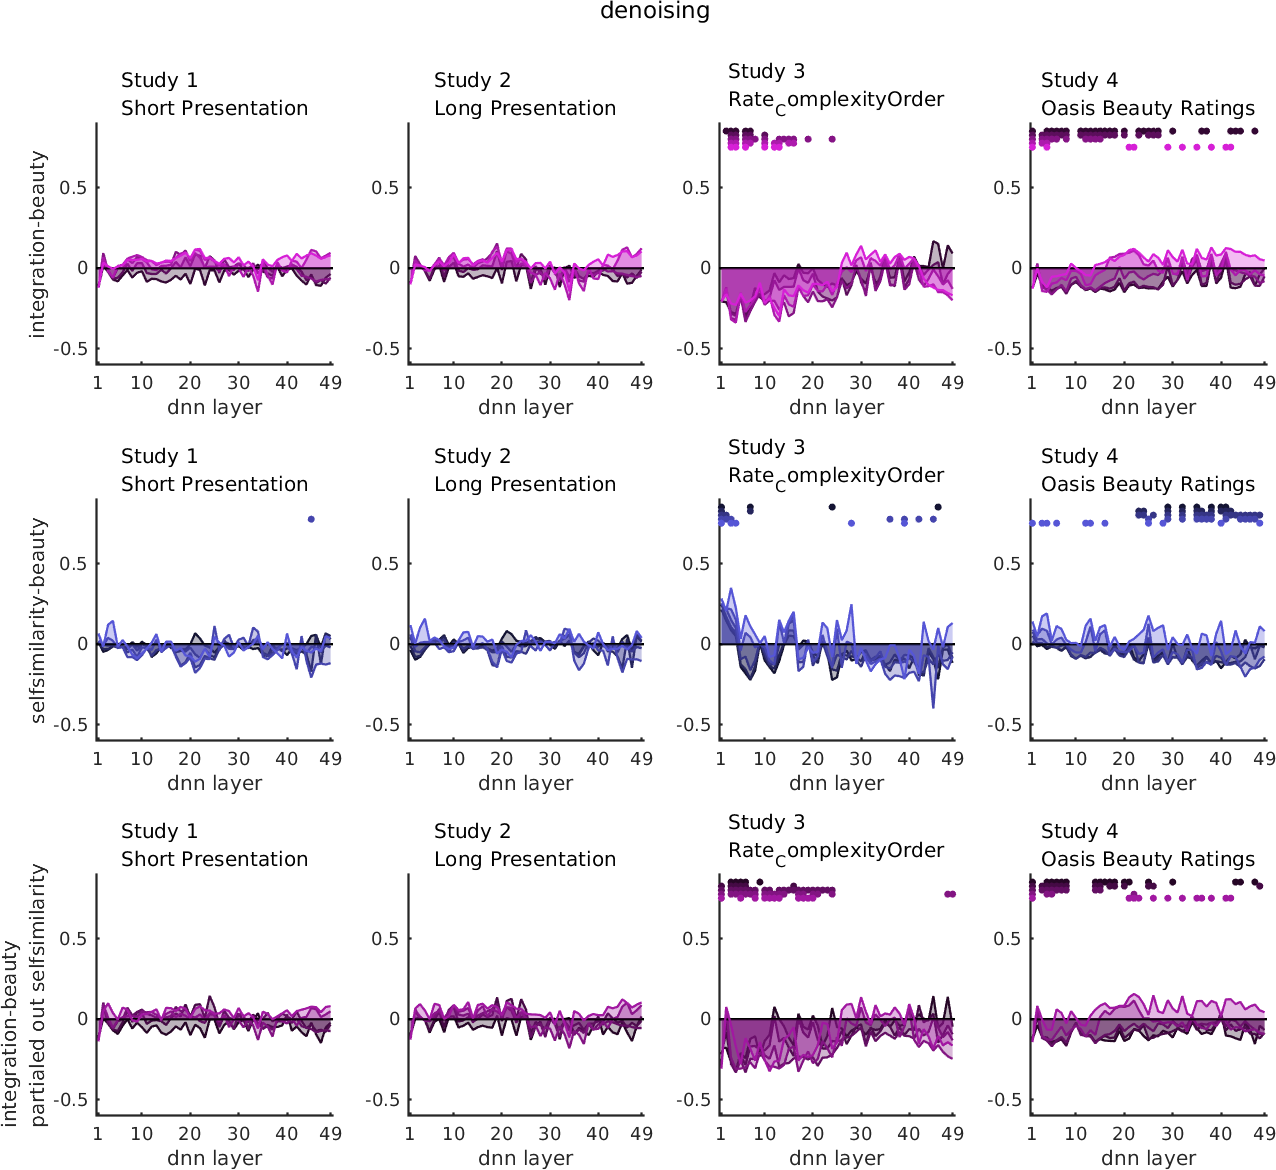 denoising
Study 1
Short Presentation
Study 2
Long Presentation
Study 3
Rate_ComplexityOrder
Study 4
Oasis Beauty Ratings
integration-beauty
0.5
0
-0.5
1 10 20 30 40 49
dnn layer
0.5
0
-0.5
1 10 20 30 40 49
dnn layer
0.5
0
-0.5
1 10 20 30 40 49
dnn layer
0.5
0
-0.5
1 10 20 30 40 49
dnn layer
Study 1
Short Presentation
Study 2
Long Presentation
Study 3
Rate_ComplexityOrder
Study 4
Oasis Beauty Ratings
selfsimilarity-beauty
0.5
0
-0.5
1 10 20 30 40 49
dnn layer
0.5
0
-0.5
1 10 20 30 40 49
dnn layer
0.5
0
-0.5
1 10 20 30 40 49
dnn layer
0.5
0
-0.5
1 10 20 30 40 49
dnn layer
Study 1
Short Presentation
Study 2
Long Presentation
Study 3
Rate_ComplexityOrder
Study 4
Oasis Beauty Ratings
integration-beauty
partialed out selfsimilarity
0.5
0
-0.5
1 10 20 30 40 49
dnn layer
0.5
0
-0.5
1 10 20 30 40 49
dnn layer
0.5
0
-0.5
1 10 20 30 40 49
dnn layer
0.5
0
-0.5
1 10 20 30 40 49
dnn layer